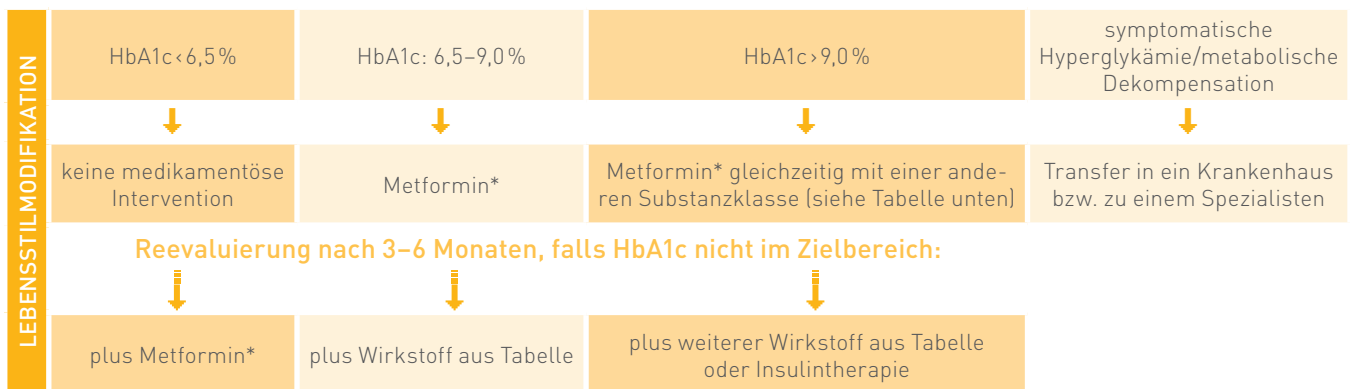 LEBENSSTILMODIFIKATION
HbA1c‹6,5%
HbA1c: 6,5–9,0%
HbA1c›9,0%
symptomatische
Hyperglykämie/metabolische
Dekompensation
keine medikamentöse
Intervention
Metformin*
Metformin* gleichzeitig mit einer ande-
ren Substanzklasse (siehe Tabelle unten)
Transfer in ein Krankenhaus
bzw. zu einem Spezialisten
Reevaluierung nach 3–6 Monaten, falls HbA1c nicht im Zielbereich:
plus Metformin*
plus Wirkstoff aus Tabelle
plus weiterer Wirkstoff aus Tabelle
oder Insulintherapie